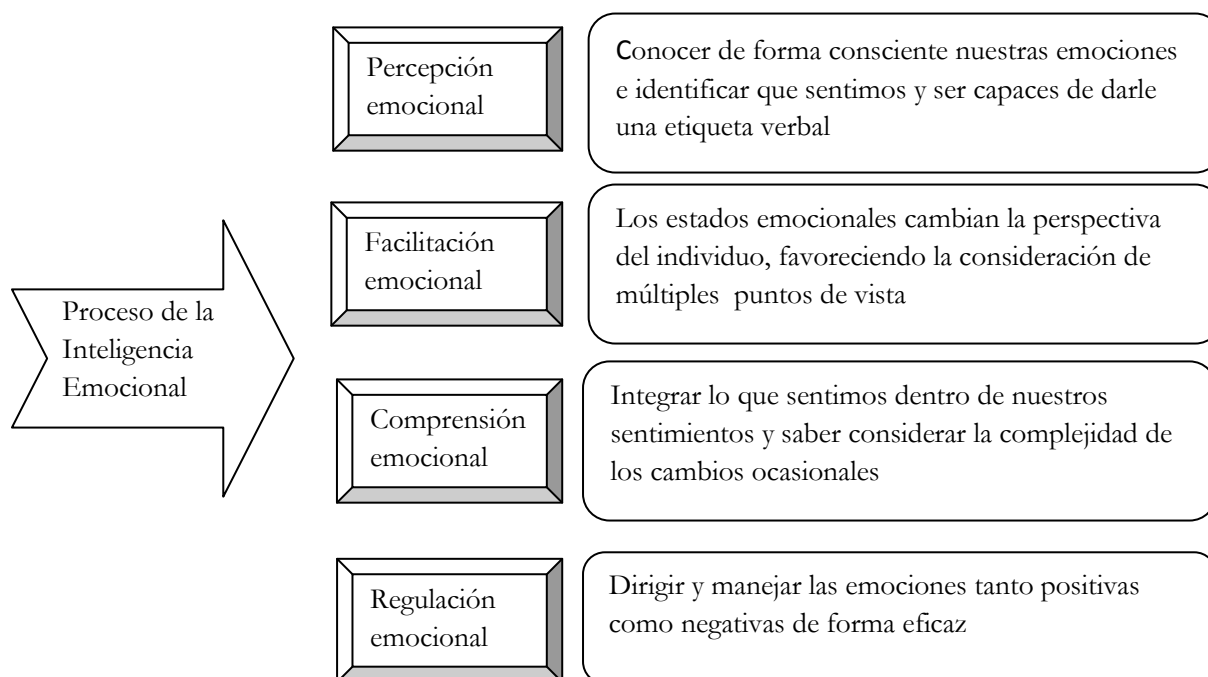 Percepción
emocional
Conocer de forma consciente nuestras emociones
e identificar que sentimos y ser capaces de darle
una etiqueta verbal
Facilitación
emocional
Los estados emocionales cambian la perspectiva
del individuo, favoreciendo la consideración de
múltiples puntos de vista
Proceso de la
Inteligencia
Emocional
Comprensión
emocional
Integrar lo que sentimos dentro de nuestros
sentimientos y saber considerar la complejidad de
los cambios ocasionales
Regulación
emocional
Dirigir y manejar las emociones tanto positivas
como negativas de forma eficaz